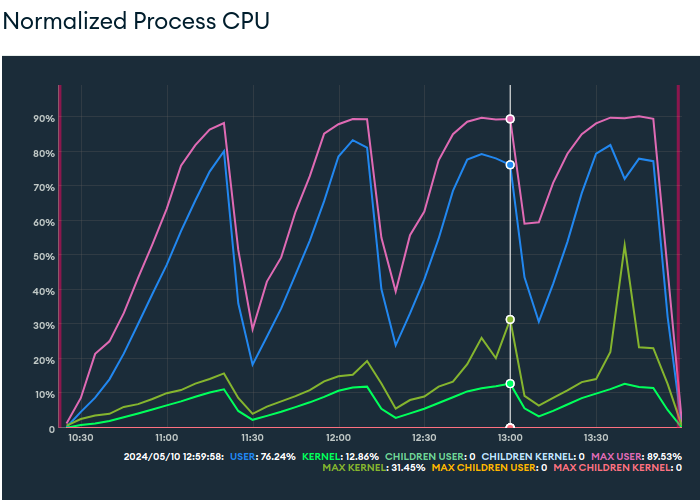 Normalized Process CPU
90%
80%
70%
60%
50%
40%
30%
20%
10%
0
10:30 11:00 11:30 12:00 12:30 13:00 13:30
2024/05/10 12:59:58: USER: 76.24% KERNEL: 12.86% CHILDREN USER: 0 CHILDREN KERNEL: 0 MAX USER: 89.53%
MAX KERNEL: 31.45% MAX CHILDREN USER: 0 MAX CHILDREN KERNEL: 0